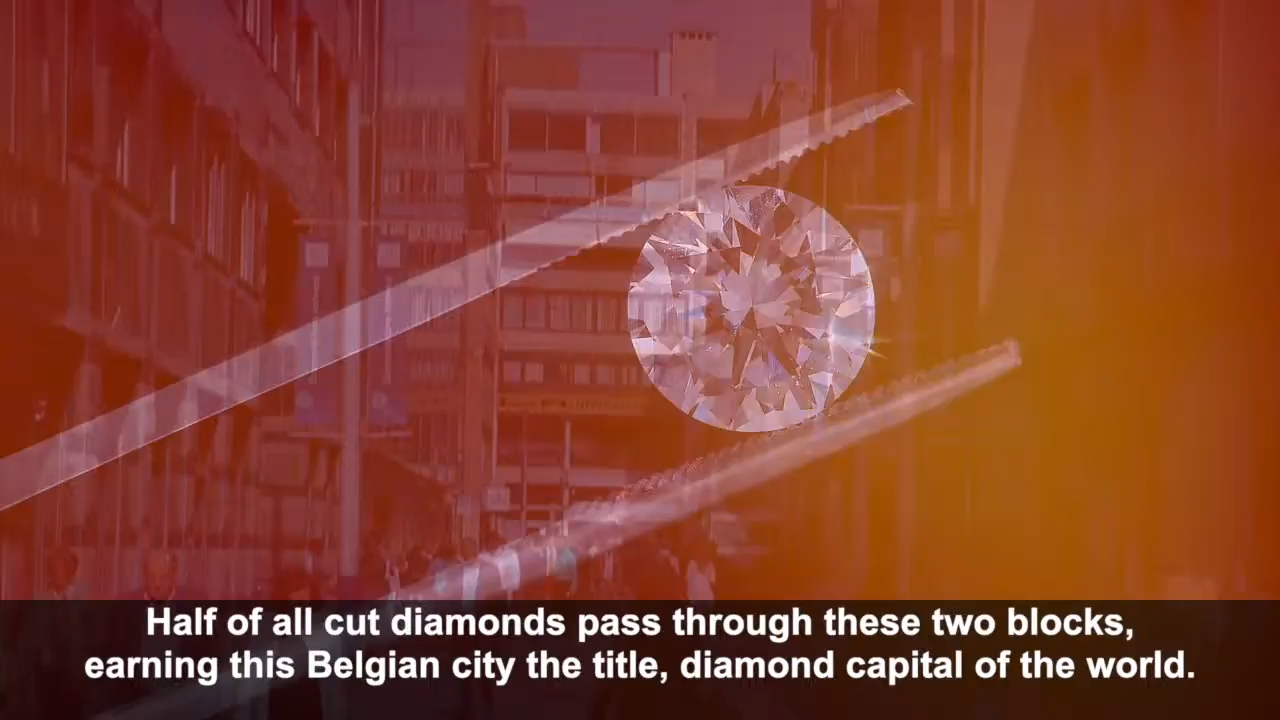 Half of all cut diamonds pass through these two blocks,
earning this Belgian city the title, diamond capital of the world.